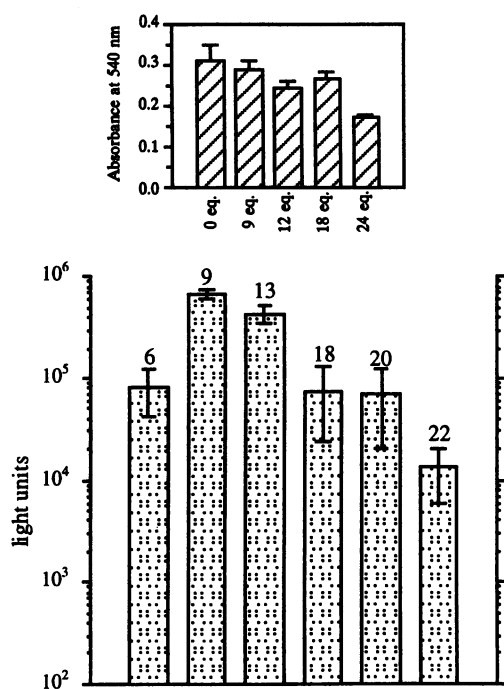 Absorbance at 540 nm
0.4
0.3
0.2
0.1
0.0
0 eq.
9 eq.
12 eq.
18 eq.
24 eq.
light units
10⁶
10⁵
10⁴
10³
10²
6
9
13
18
20
22